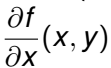 ∂f/∂x (x, y)